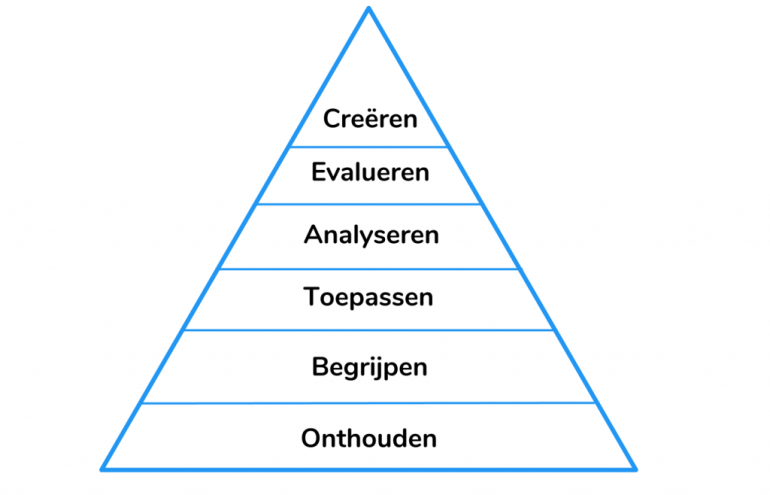 Creëren
Evalueren
Analyseren
Toepassen
Begrijpen
Onthouden